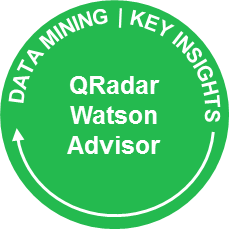 DATA MINING | KEY INSIGHTS
QRadar
Watson
Advisor